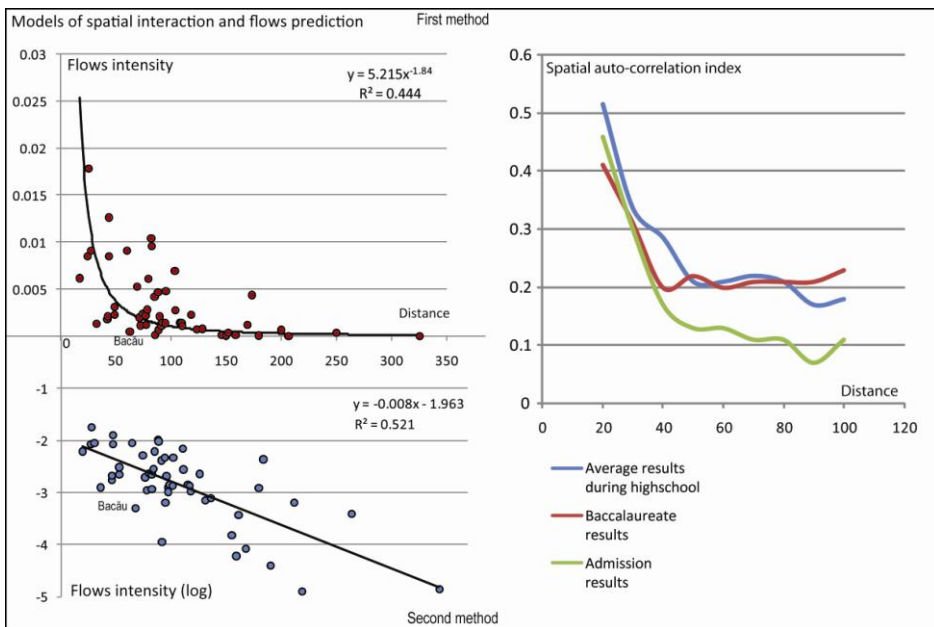 Models of spatial interaction and flows prediction
First method
0.03
0.025
0.02
0.015
0.01
0.005
Flows intensity
y = 5.215x^-1.84
R² = 0.444
Distance
Bacău
0 50 100 150 200 250 300 350
-1
-2
-3
-4
-5
y = -0.008x - 1.963
R² = 0.521
Bacău
Flows intensity (log)
Second method
0.6
0.5
0.4
0.3
0.2
0.1
0
Spatial auto-correlation index
Distance
0 20 40 60 80 100 120
Average results
during highschool
Baccalaureate
results
Admission
results